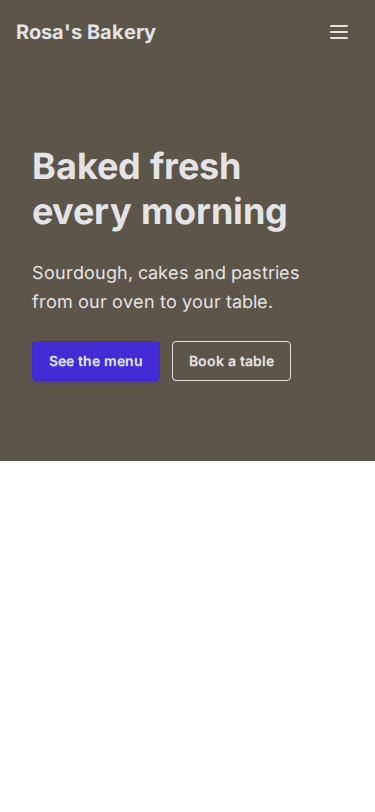 Rosa's Bakery
Baked fresh
every morning
Sourdough, cakes and pastries
from our oven to your table.
See the menu
Book a table